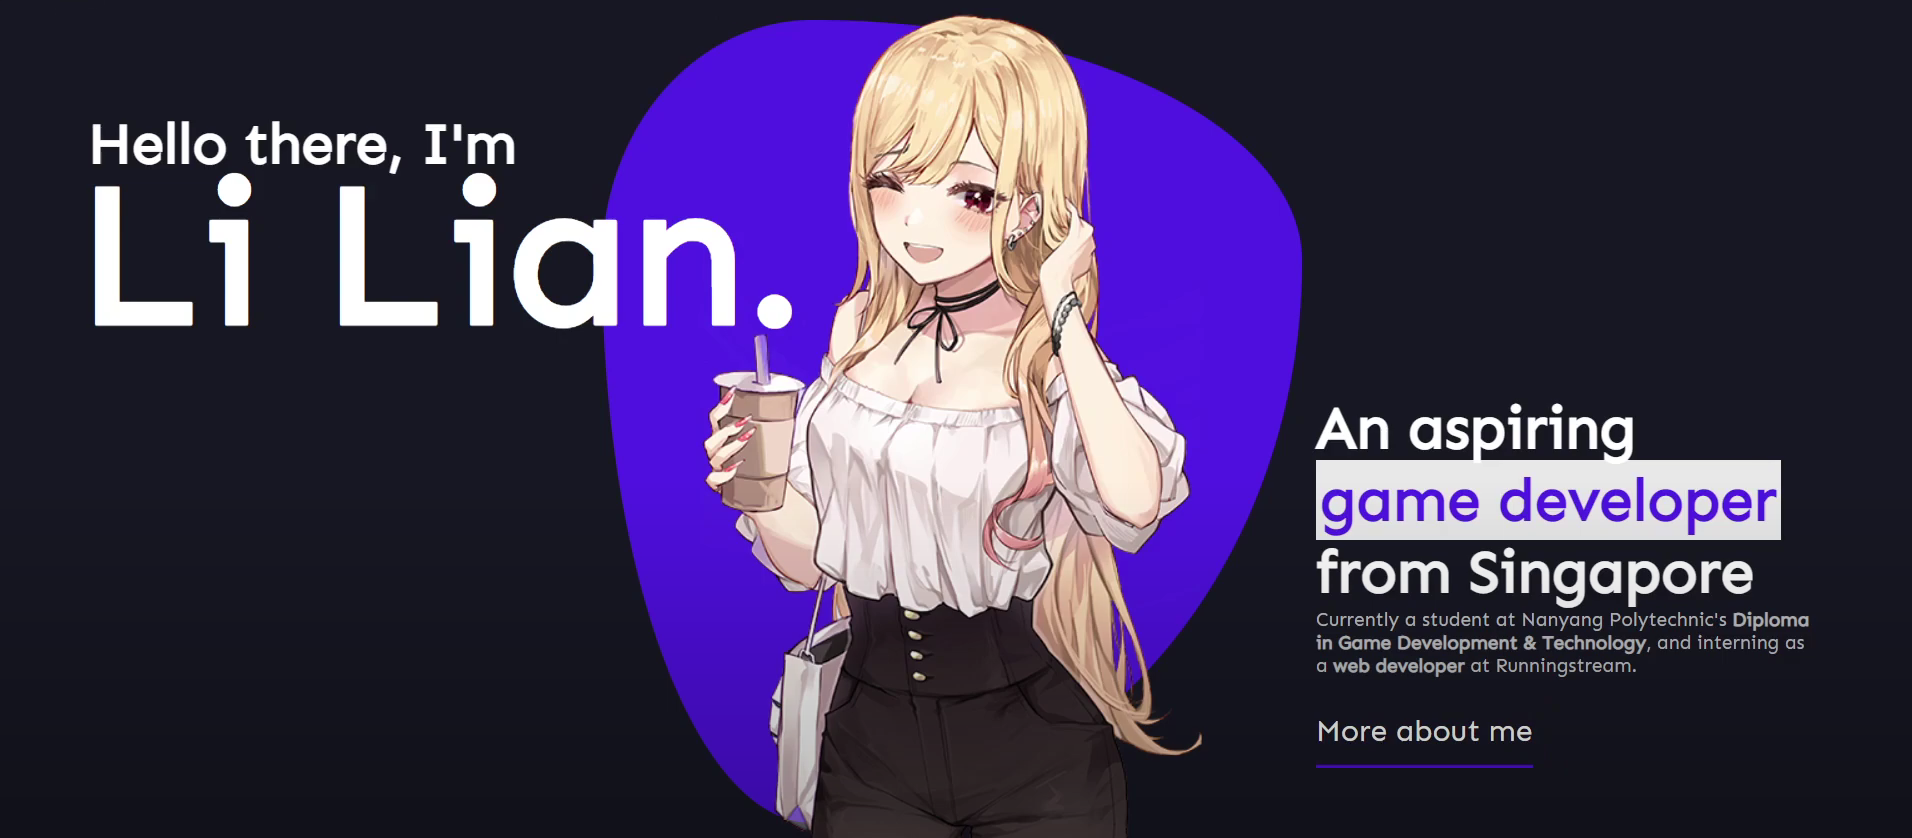 Hello there, I'm
Li Lian.
An aspiring
game developer
from Singapore
Currently a student at Nanyang Polytechnic's Diploma
in Game Development & Technology, and interning as
a web developer at Runningstream.
More about me